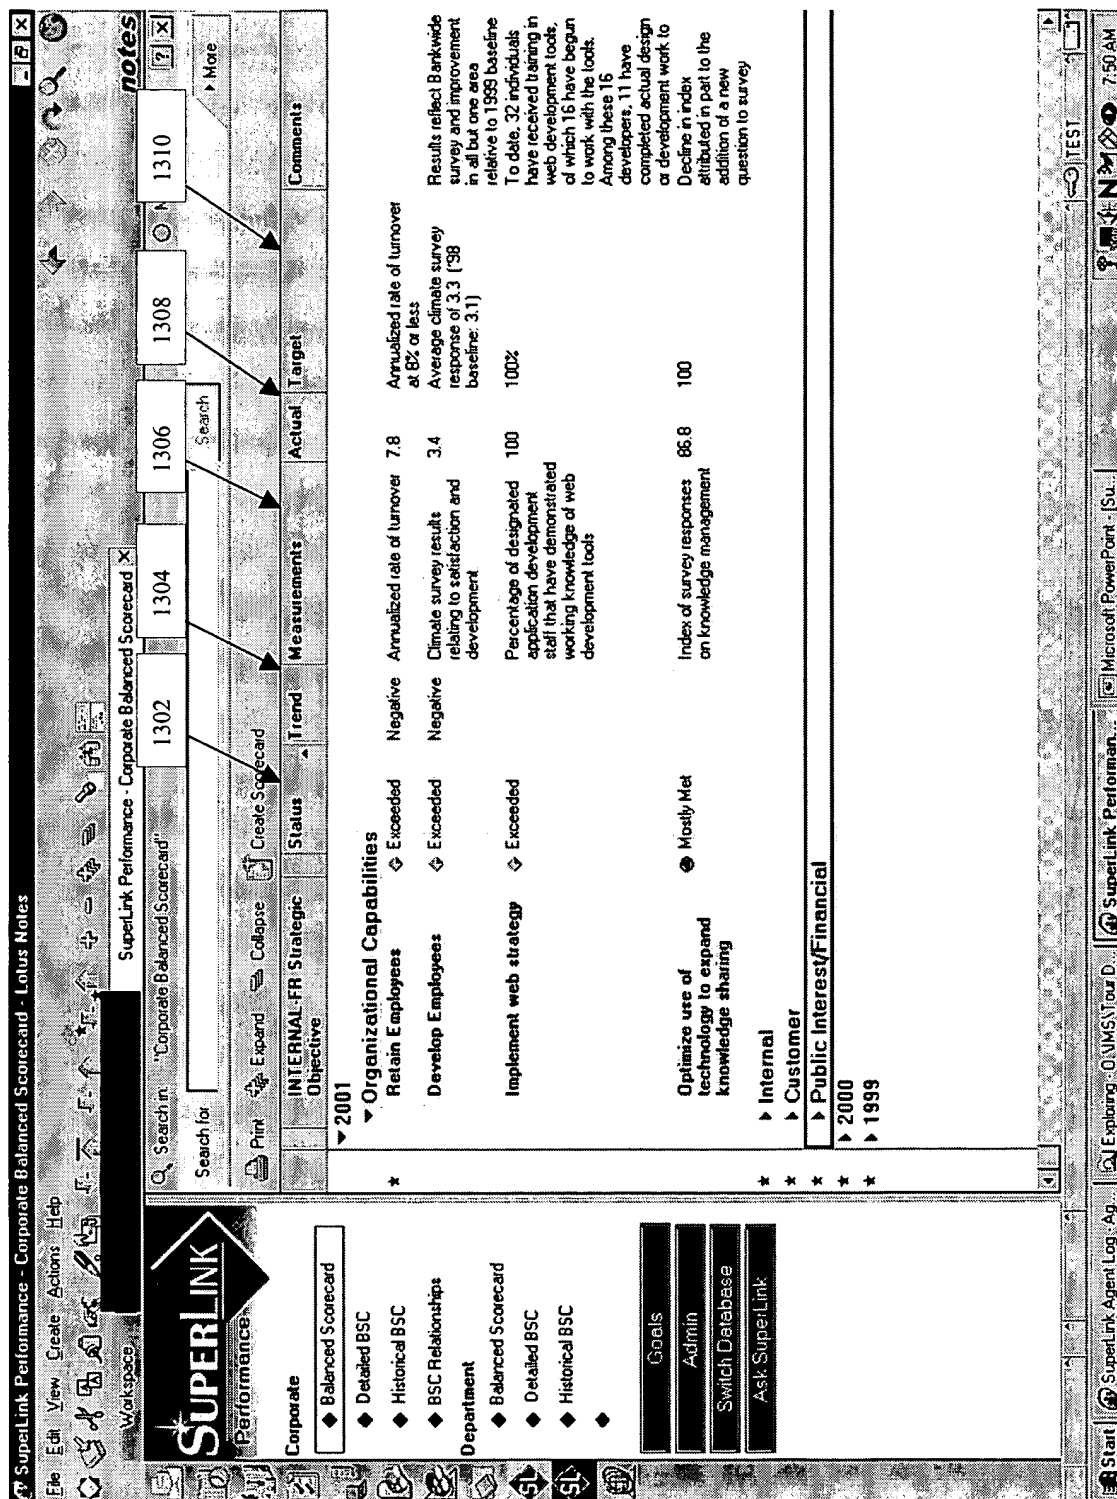 SuperLink Performance - Corporate Balanced Scorecard - Lotus Notes
File Edit View Create Actions Help
Workspace
SuperLink Performance - Corporate Balanced Scorecard
notes
SUPERLINK
Performance
Corporate
Balanced Scorecard
Detailed BSC
Historical BSC
BSC Relationships
Department
Balanced Scorecard
Detailed BSC
Historical BSC
Goals
Admin
Switch Database
Ask SuperLink
Search in: "Corporate Balanced Scorecard"
1302
1304
1306
1308
1310
Search for
Search
More
Print Expand Collapse Create Scorecard
INTERNAL-FR Strategic Objective Status Trend Measurements Actual Target Comments
2001
Organizational Capabilities
Retain Employees Exceeded Negative Annualized rate of turnover 7.8 Annualized rate of turnover
at 8% or less
Develop Employees Exceeded Negative Climate survey results 3.4 Average climate survey Results reflect Bankwide
relating to satisfaction and response of 3.3 ('98 survey and improvement
development baseline: 3.1) in all but one area
relative to 1999 baseline
Implement web strategy Exceeded Percentage of designated 100 100% To date, 32 individuals
application development have received training in
staff that have demonstrated web development tools,
working knowledge of web of which 16 have begun
development tools to work with the tools.
Among these 16
developers, 11 have
completed actual design
or development work to
Optimize use of Mostly Met Index of survey responses 86.8 100 Decline in index
technology to expand on knowledge management attributed in part to the
knowledge sharing addition of a new
question to survey
Internal
Customer
Public Interest/Financial
2000
1999
TEST
Start SuperLink Agent Log : Ag... Exploring - O:\IMS\Tour D... SuperLink Performan... Microsoft PowerPoint - [Su... 7:50 AM